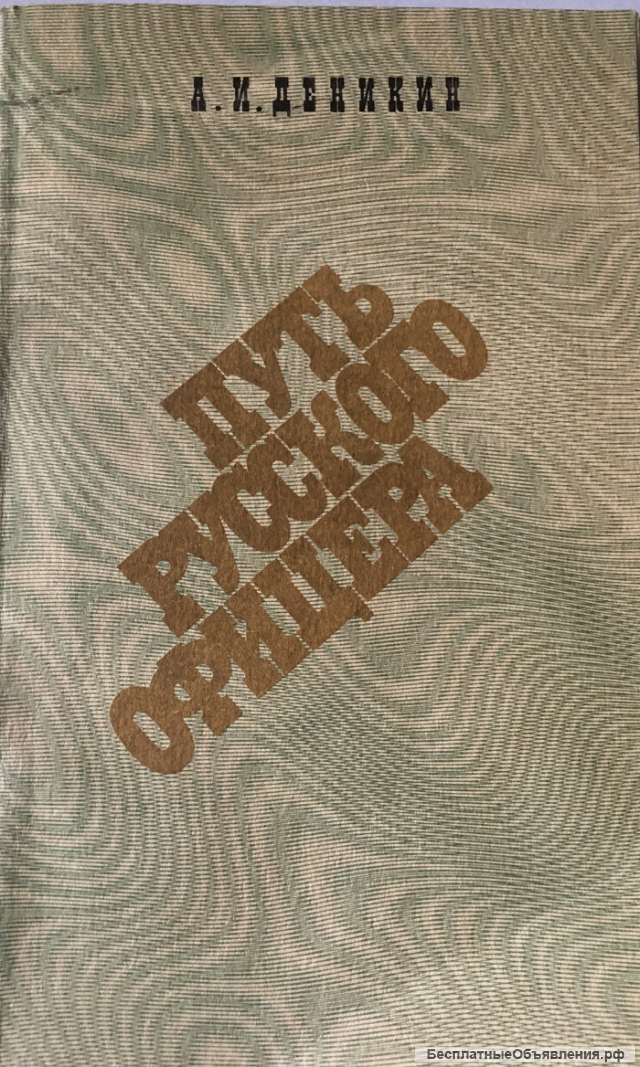 А.И.ДЕНИКИН
ПУТЬ
РУССКОГО
ОФИЦЕРА
БесплатныеОбъявления.рф